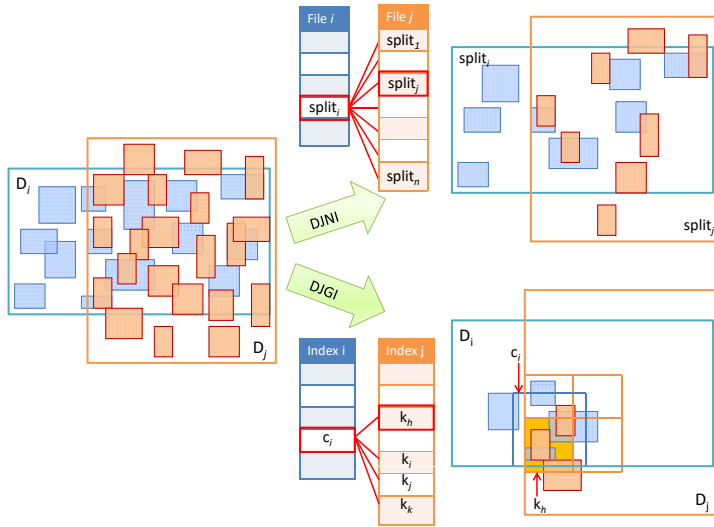 File i
File j
split1
spliti
splitj
splitn
spliti
splitj
Di
Dj
DJNI
DJGI
Index i
Index j
kh
ci
ki
kj
kk
Di
ci
kh
Dj